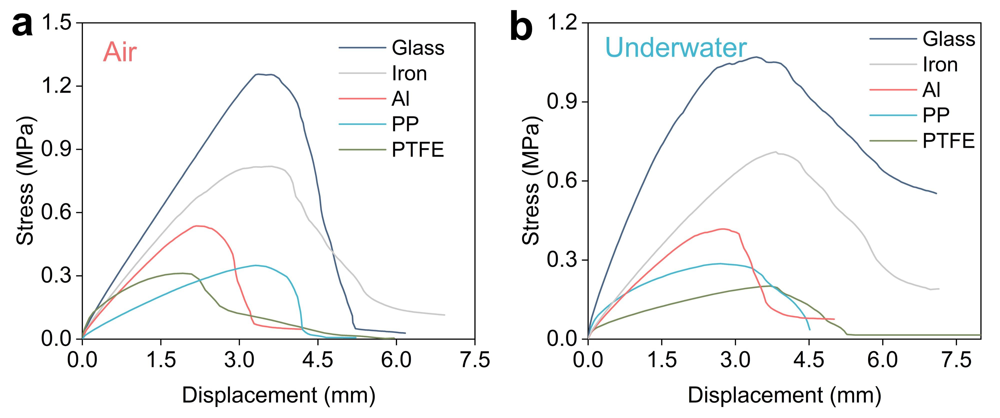 a
Air
Stress (MPa)
1.5
1.2
0.9
0.6
0.3
0.0
0.0 1.5 3.0 4.5 6.0 7.5
Displacement (mm)
Glass
Iron
Al
PP
PTFE
b
Underwater
Stress (MPa)
1.2
0.9
0.6
0.3
0.0
0.0 1.5 3.0 4.5 6.0 7.5
Displacement (mm)
Glass
Iron
Al
PP
PTFE